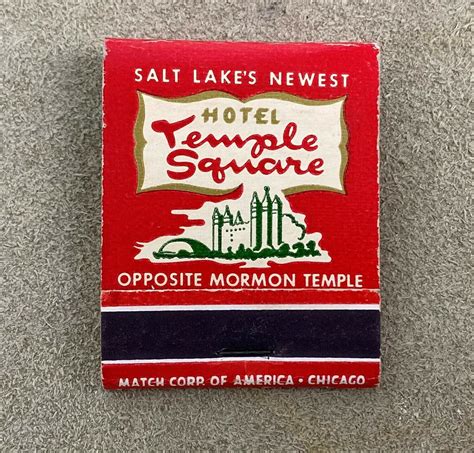 SALT LAKE'S NEWEST
HOTEL
Temple
Square
OPPOSITE MORMON TEMPLE
MATCH CORP. OF AMERICA • CHICAGO